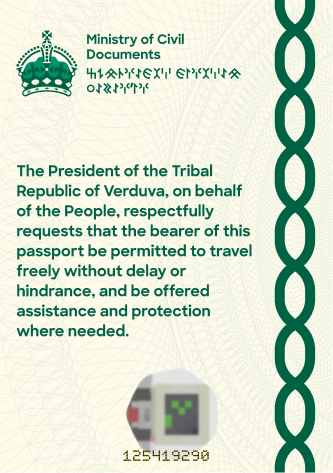 Ministry of Civil
Documents
The President of the Tribal
Republic of Verduva, on behalf
of the People, respectfully
requests that the bearer of this
passport be permitted to travel
freely without delay or
hindrance, and be offered
assistance and protection
where needed.
125419290